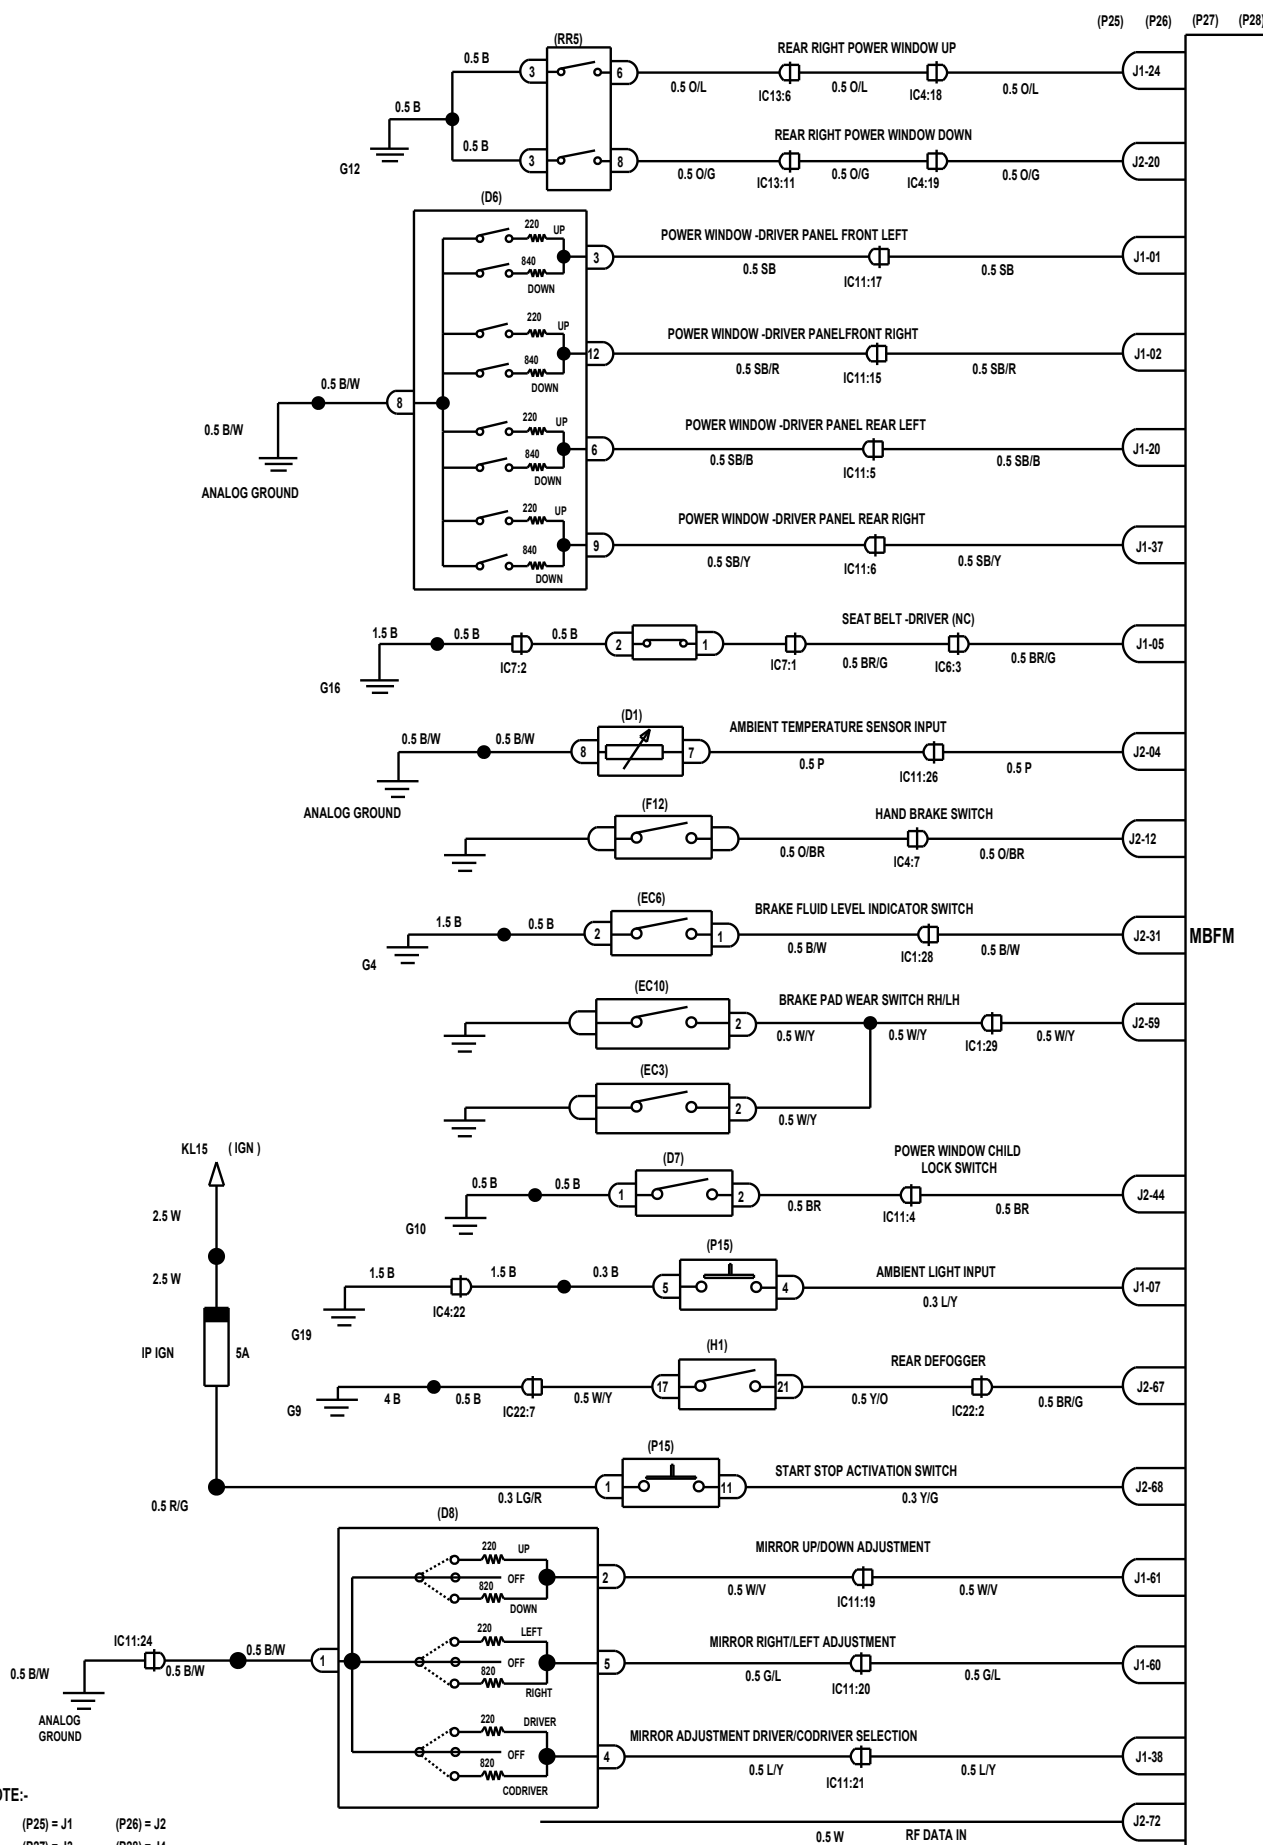 (P25) (P26) (P27) (P28)
(RR5)
REAR RIGHT POWER WINDOW UP
0.5 B 3 6 0.5 O/L IC13:6 0.5 O/L IC4:18 0.5 O/L J1-24
0.5 B
G12
REAR RIGHT POWER WINDOW DOWN
0.5 B 3 8 0.5 O/G IC13:11 0.5 O/G IC4:19 0.5 O/G J2-20
(D6)
220 UP
POWER WINDOW -DRIVER PANEL FRONT LEFT
3 0.5 SB IC11:17 0.5 SB J1-01
840
DOWN
220 UP
POWER WINDOW -DRIVER PANELFRONT RIGHT
12 0.5 SB/R IC11:15 0.5 SB/R J1-02
840
DOWN
0.5 B/W 8
0.5 B/W
ANALOG GROUND
220 UP
POWER WINDOW -DRIVER PANEL REAR LEFT
6 0.5 SB/B IC11:5 0.5 SB/B J1-20
840
DOWN
220 UP
POWER WINDOW -DRIVER PANEL REAR RIGHT
9 0.5 SB/Y IC11:6 0.5 SB/Y J1-37
840
DOWN
SEAT BELT -DRIVER (NC)
1.5 B 0.5 B IC7:2 0.5 B 2 1 IC7:1 0.5 BR/G IC6:3 0.5 BR/G J1-05
G16
(D1)
AMBIENT TEMPERATURE SENSOR INPUT
0.5 B/W 0.5 B/W 8 7 0.5 P IC11:26 0.5 P J2-04
ANALOG GROUND
(F12)
HAND BRAKE SWITCH
0.5 O/BR IC4:7 0.5 O/BR J2-12
(EC6)
BRAKE FLUID LEVEL INDICATOR SWITCH
1.5 B 0.5 B 2 1 0.5 B/W IC1:28 0.5 B/W J2-31 MBFM
G4
(EC10)
BRAKE PAD WEAR SWITCH RH/LH
2 0.5 W/Y 0.5 W/Y IC1:29 0.5 W/Y J2-59
(EC3)
2 0.5 W/Y
KL15 ( IGN )
2.5 W
2.5 W
IP IGN 5A
0.5 R/G
(D7)
POWER WINDOW CHILD
LOCK SWITCH
0.5 B 0.5 B 1 2 0.5 BR IC11:4 0.5 BR J2-44
G10
(P15)
AMBIENT LIGHT INPUT
1.5 B IC4:22 1.5 B 0.3 B 5 4 0.3 L/Y J1-07
G19
(H1)
REAR DEFOGGER
4 B 0.5 B IC22:7 0.5 W/Y 17 21 0.5 Y/O IC22:2 0.5 BR/G J2-67
G9
(P15)
START STOP ACTIVATION SWITCH
0.3 LG/R 1 11 0.3 Y/G J2-68
(D8)
220 UP
OFF
820
DOWN
MIRROR UP/DOWN ADJUSTMENT
2 0.5 W/V IC11:19 0.5 W/V J1-61
220 LEFT
OFF
820
RIGHT
MIRROR RIGHT/LEFT ADJUSTMENT
5 0.5 G/L IC11:20 0.5 G/L J1-60
IC11:24
0.5 B/W 0.5 B/W 0.5 B/W 1
ANALOG
GROUND
220 DRIVER
OFF
820
CODRIVER
MIRROR ADJUSTMENT DRIVER/CODRIVER SELECTION
4 0.5 L/Y IC11:21 0.5 L/Y J1-38
OTE:-
(P25) = J1 (P26) = J2
0.5 W RF DATA IN J2-72